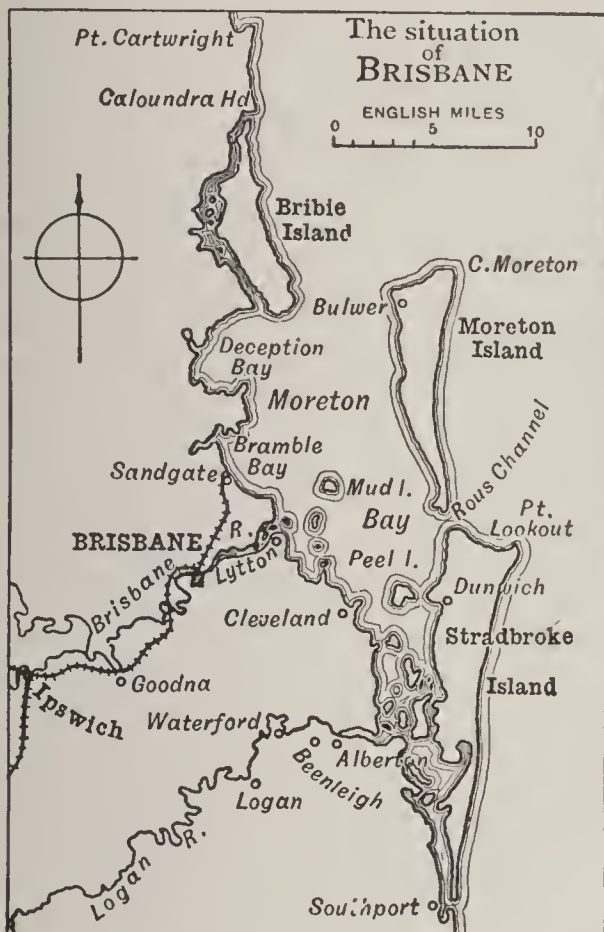 The situation
of
BRISBANE
ENGLISH MILES
0 5 10
Pt. Cartwright
Caloundra Hd
Bribie
Island
C. Moreton
Bulwer
Moreton
Island
Deception
Bay
Moreton
Rous Channel
Bramble
Bay
Sandgate
Mud I.
Bay
Pt.
Lookout
BRISBANE
R.
Lytton
Peel I.
Brisbane
Dunwich
Cleveland
Stradbroke
Island
Goodna
Ipswich
Waterford
Alberton
Beenleigh
Logan
Logan R.
Southport